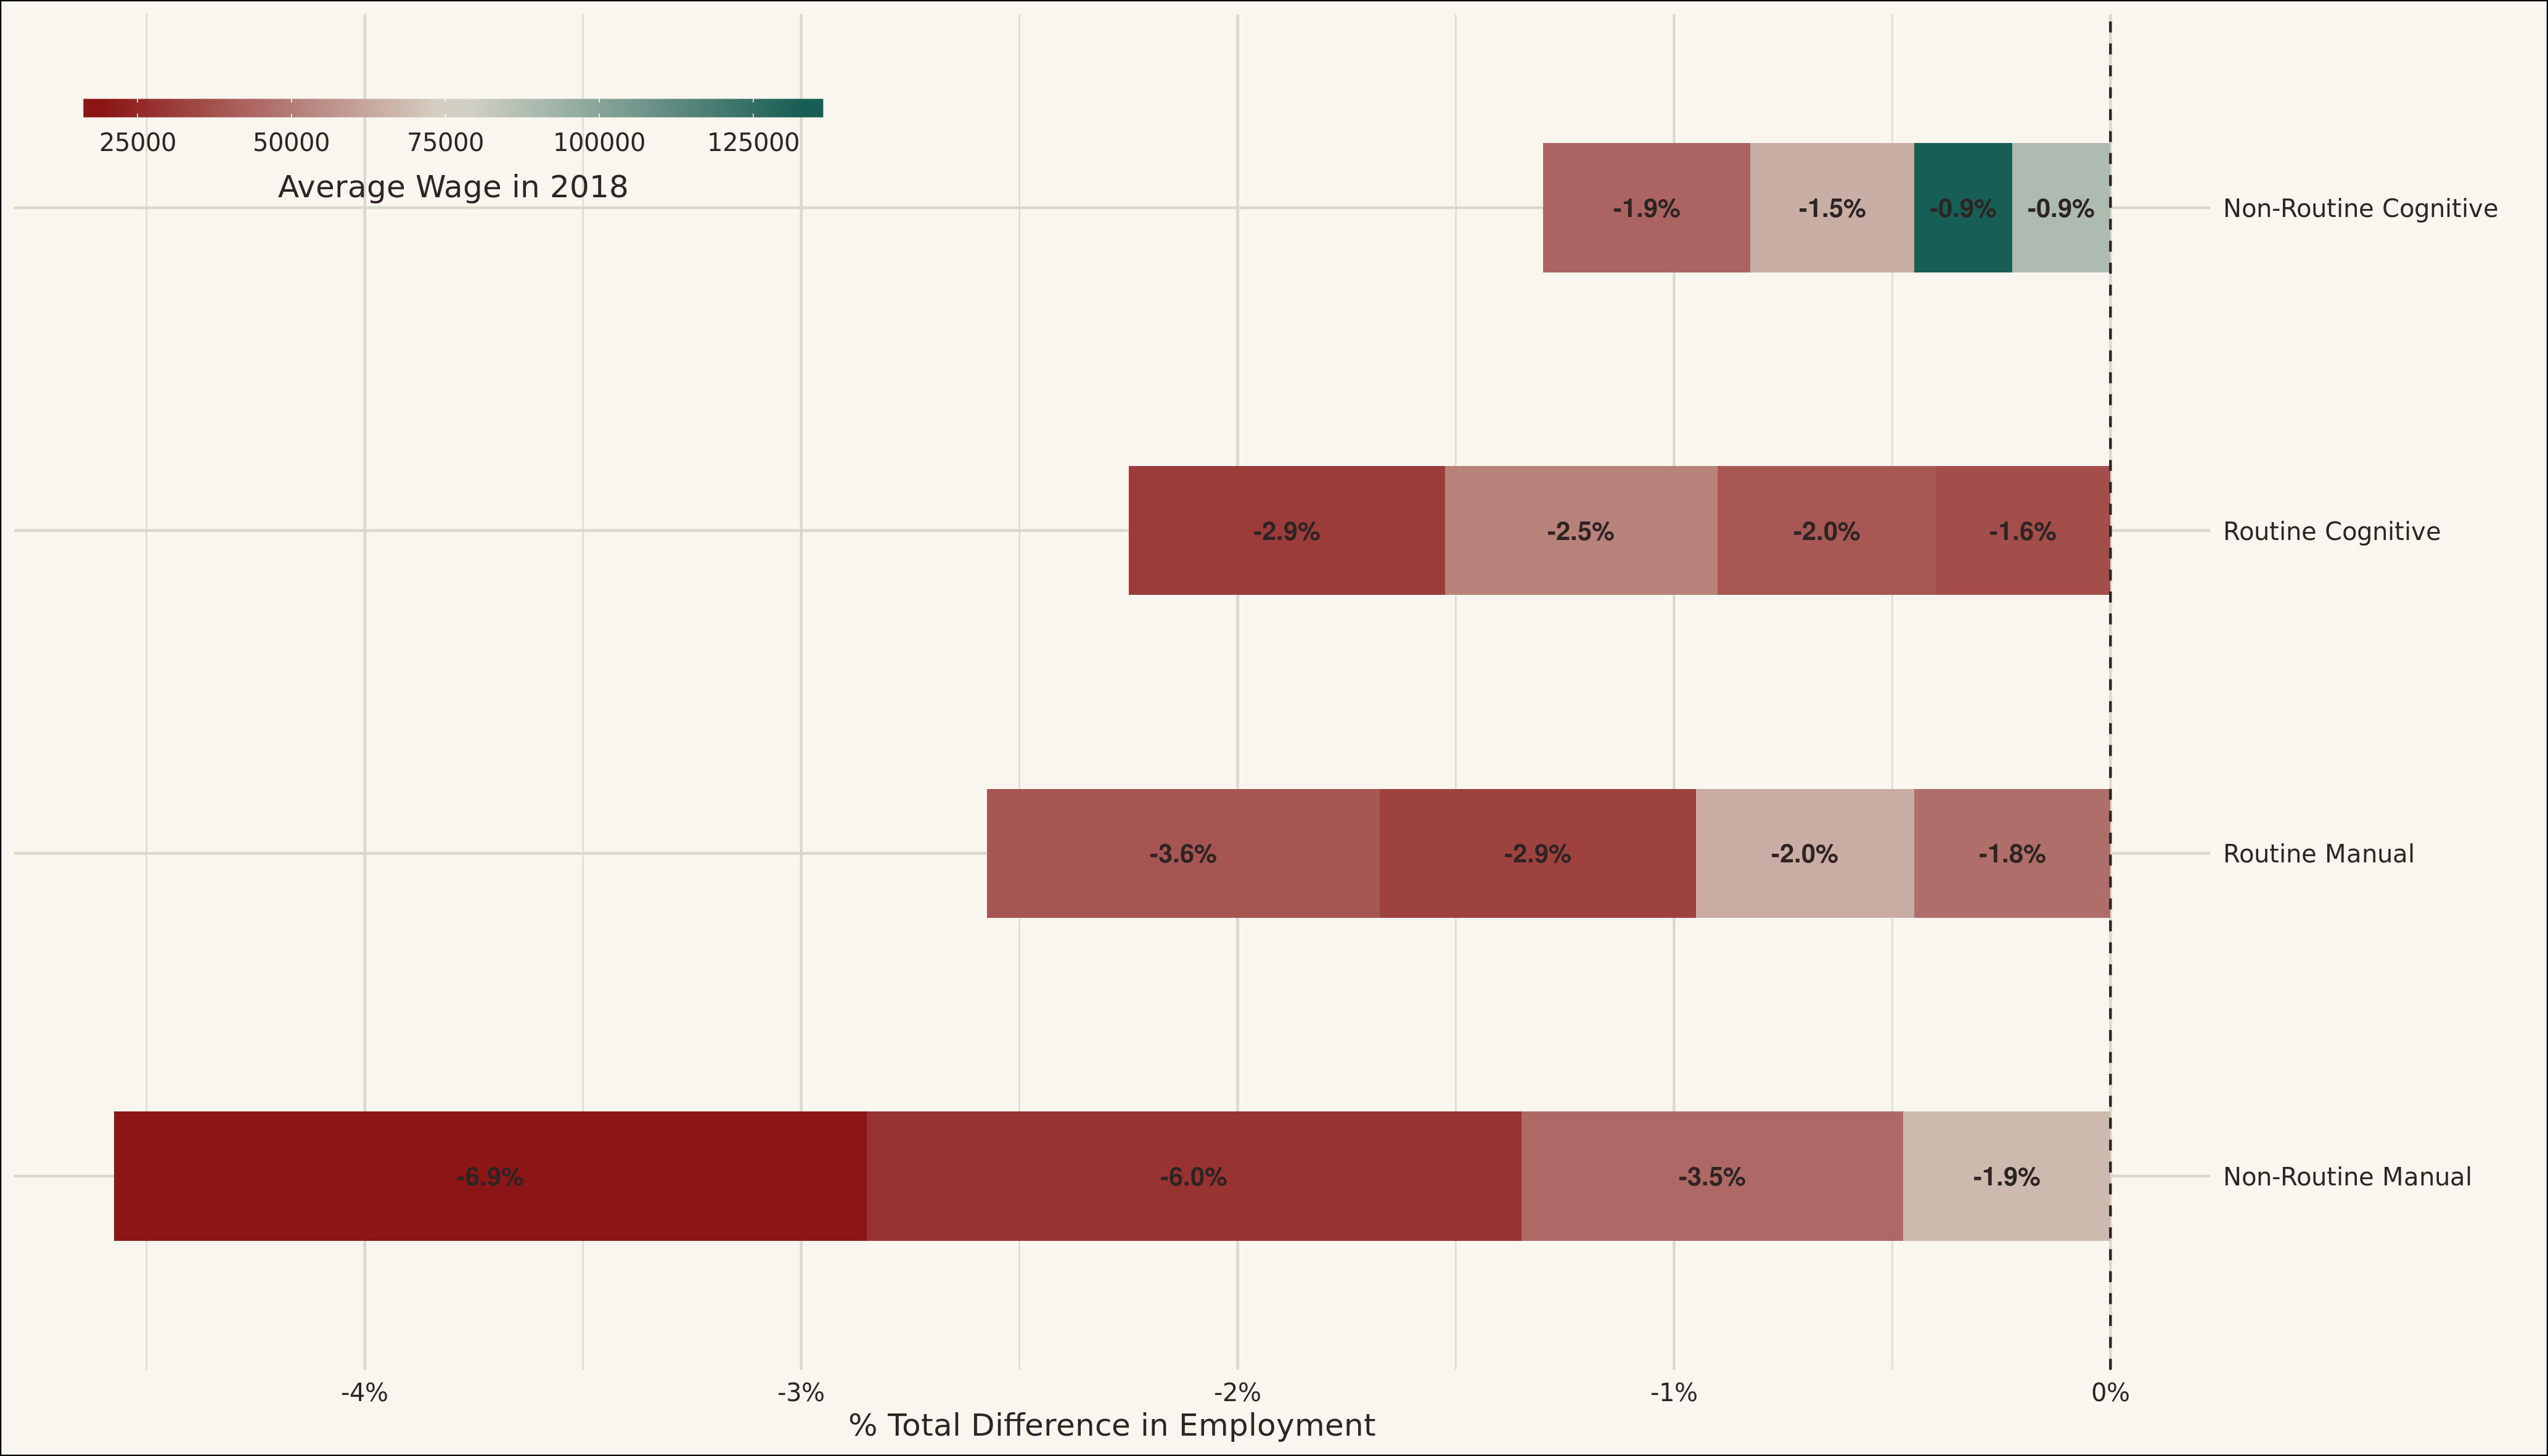 25000 50000 75000 100000 125000
Average Wage in 2018
-1.9% -1.5% -0.9% -0.9% Non-Routine Cognitive
-2.9% -2.5% -2.0% -1.6% Routine Cognitive
-3.6% -2.9% -2.0% -1.8% Routine Manual
-6.9% -6.0% -3.5% -1.9% Non-Routine Manual
-4% -3% -2% -1% 0%
% Total Difference in Employment